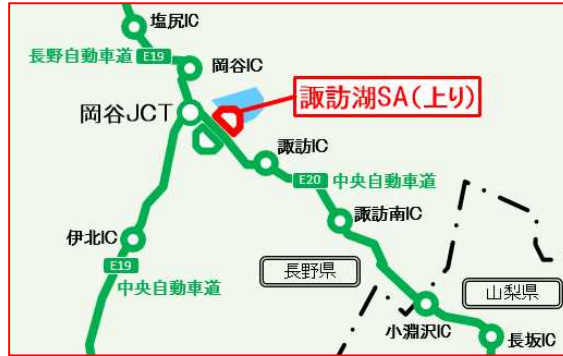 塩尻IC
長野自動車道 E19
岡谷IC
岡谷JCT
諏訪湖SA(上り)
諏訪IC
E20 中央自動車道
諏訪南IC
伊北IC
E19
中央自動車道
長野県
山梨県
小淵沢IC
長坂IC